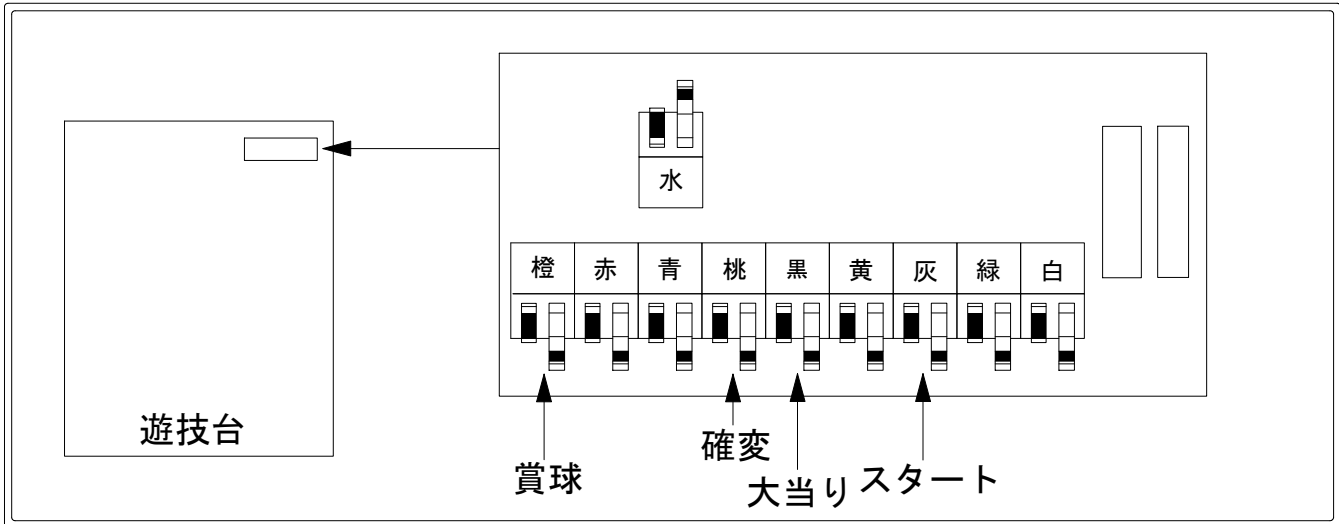 水
橙 赤 青 桃 黒 黄 灰 緑 白
遊技台
賞球
確変
大当り
スタート